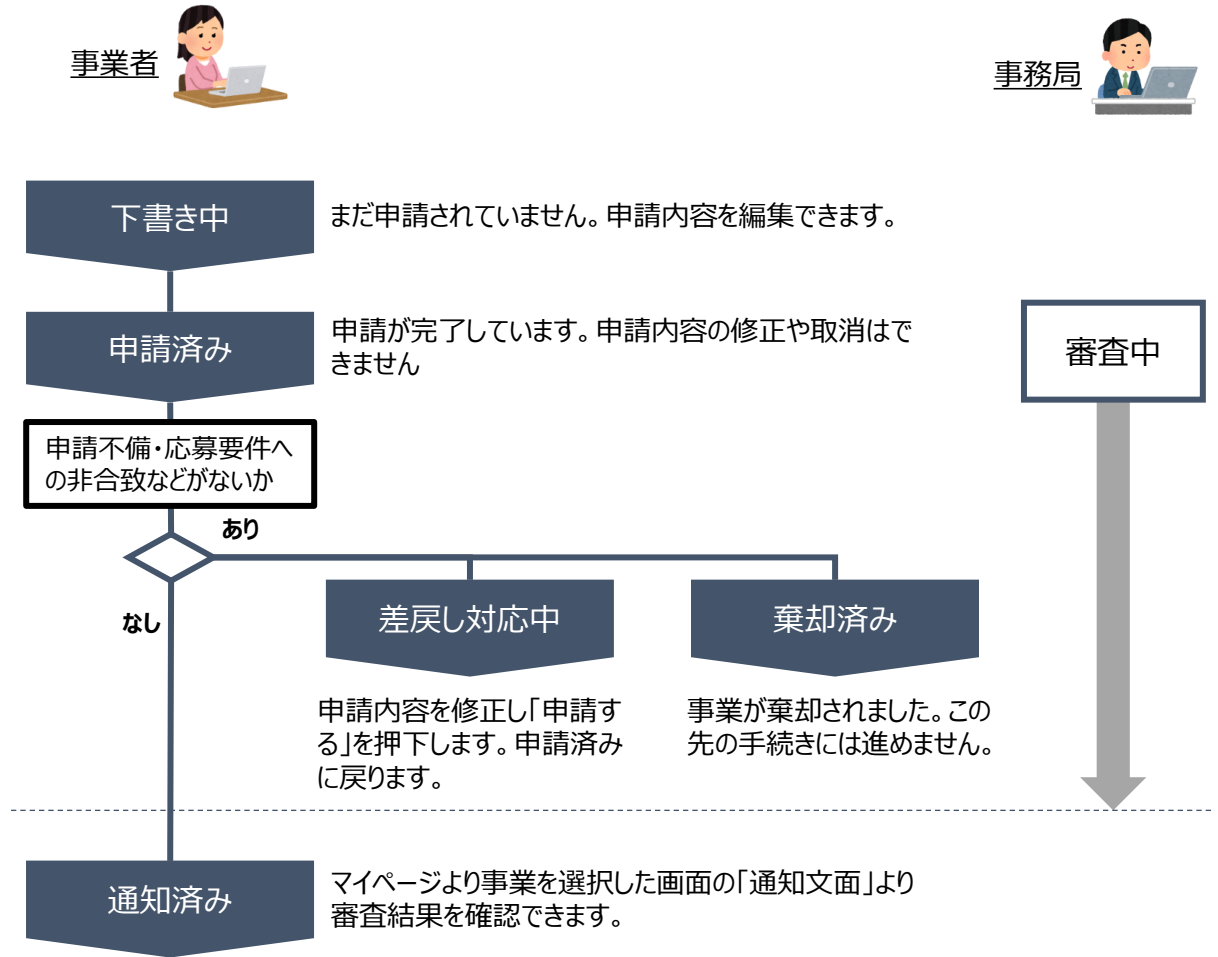 事業者
事務局
下書き中
まだ申請されていません。申請内容を編集できます。
申請済み
申請が完了しています。申請内容の修正や取消はで
きません
審査中
申請不備・応募要件へ
の非合致などがないか
あり
なし
差戻し対応中
棄却済み
申請内容を修正し「申請す
る」を押下します。申請済み
に戻ります。
事業が棄却されました。この
先の手続きには進めません。
通知済み
マイページより事業を選択した画面の「通知文面」より
審査結果を確認できます。